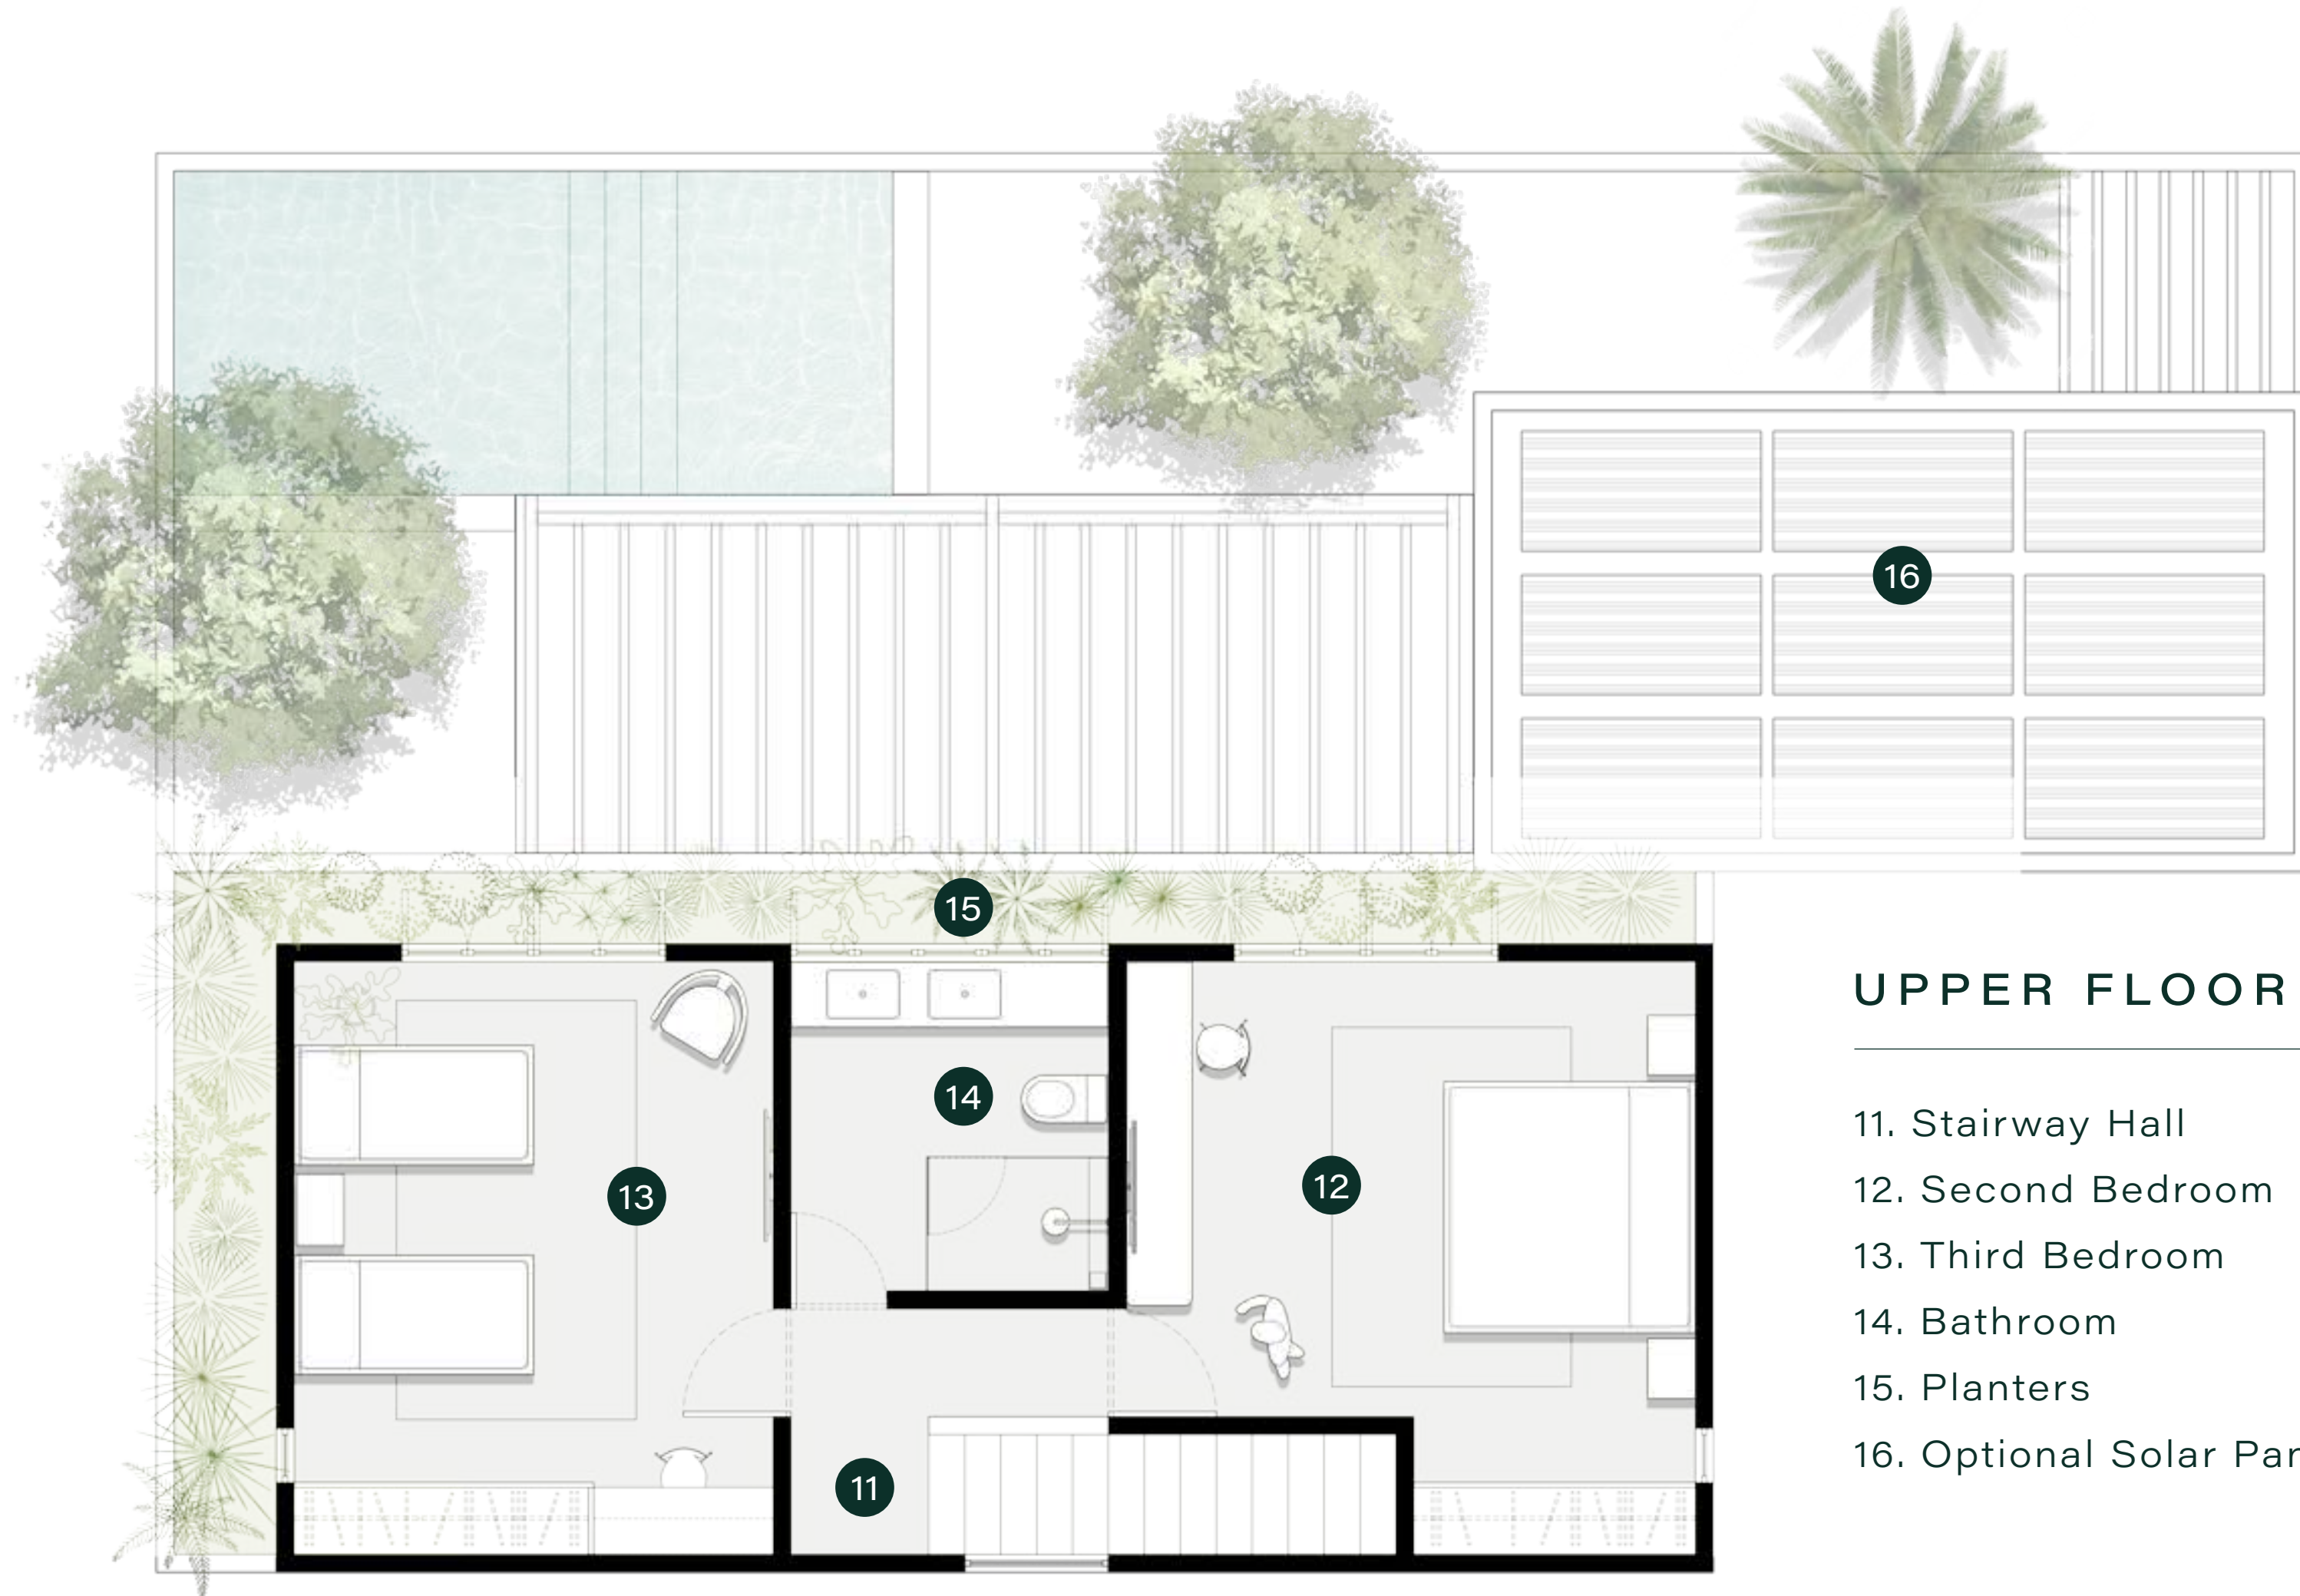 16
15
14
13
12
11
UPPER FLOOR
11. Stairway Hall
12. Second Bedroom
13. Third Bedroom
14. Bathroom
15. Planters
16. Optional Solar